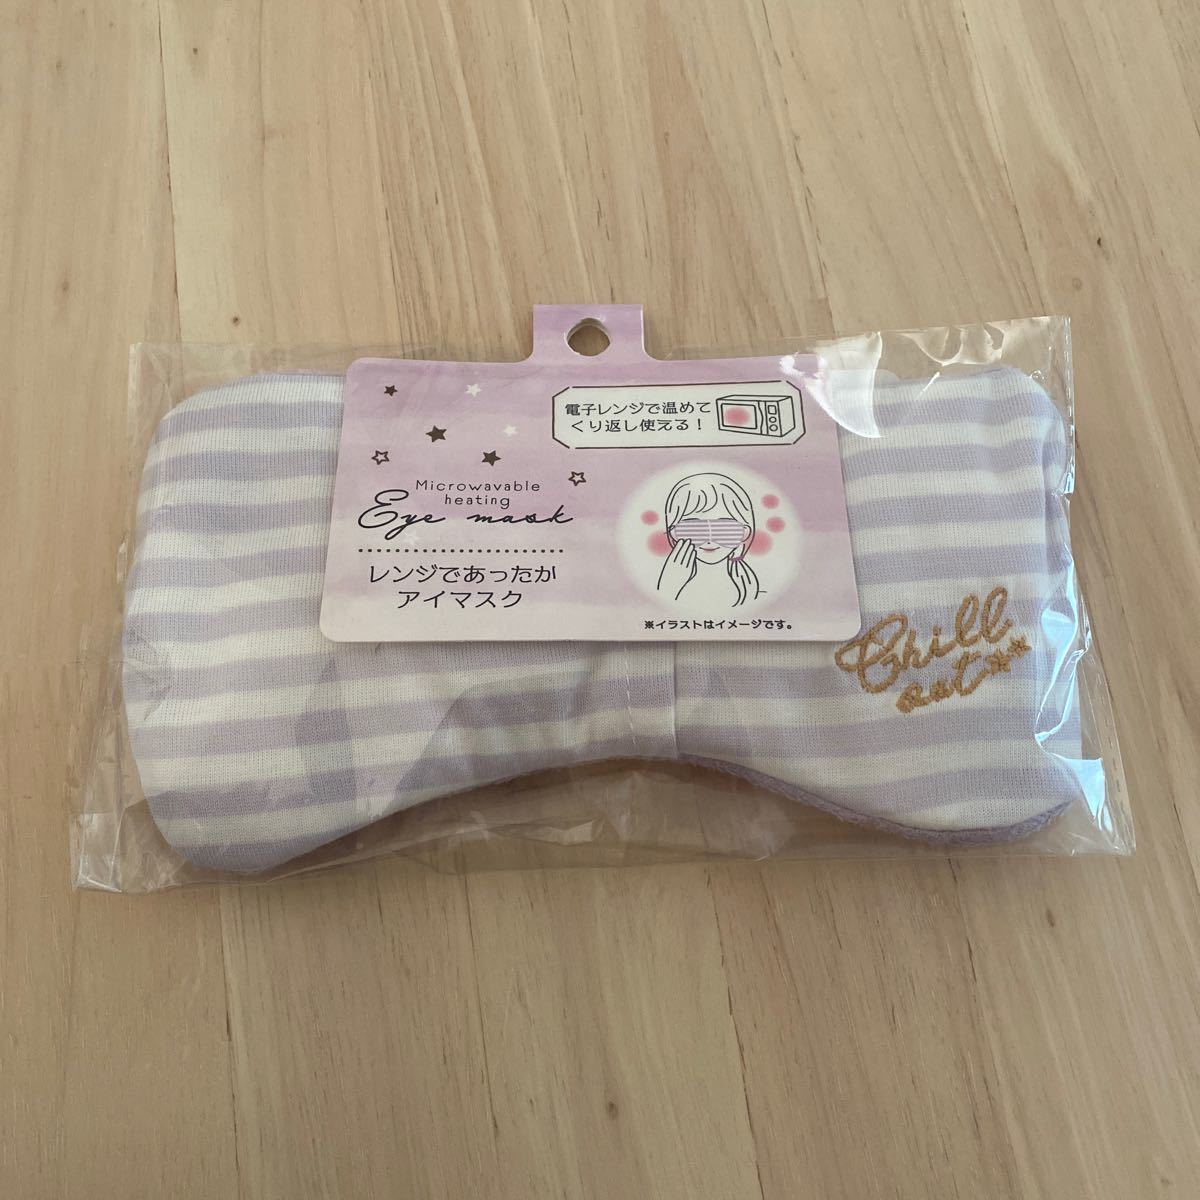 電子レンジで温めて
くり返し使える!
Microwavable
heating
Eye mask
レンジであったか
アイマスク
※イラストはイメージです。
Chill
out**